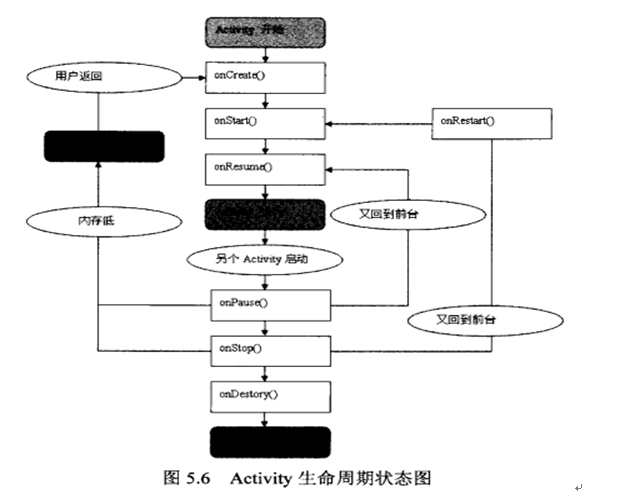 Activity 开始
用户返回
onCreate()
onStart()
onRestart()
onResume()
内存低
又回到前台
另个 Activity 启动
onPause()
又回到前台
onStop()
onDestory()
图 5.6 Activity 生命周期状态图